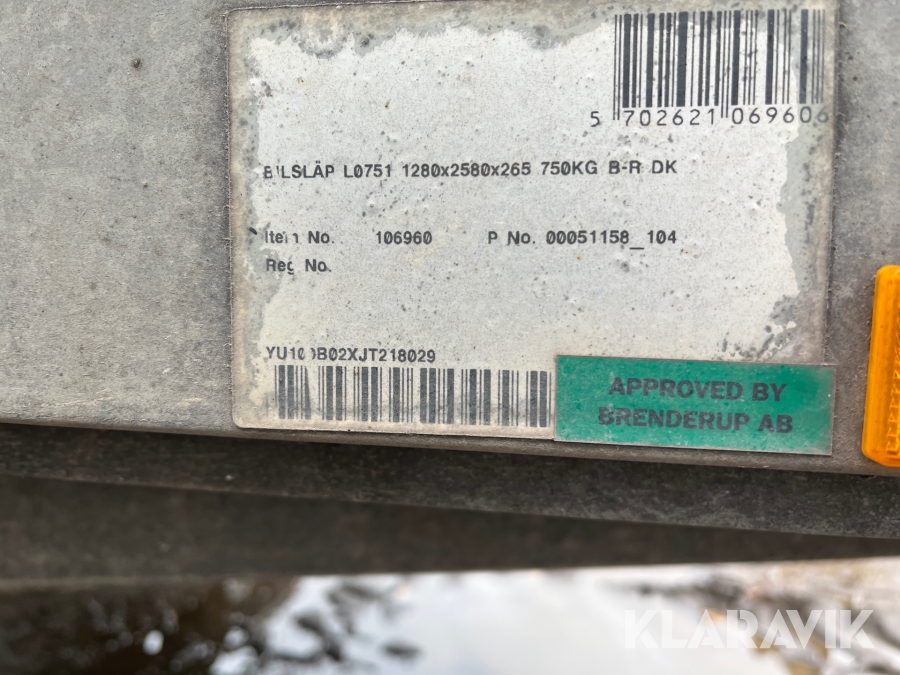 5 702621 069606
BILSLÄP L0751 1280x2580x265 750KG B-R DK
Item No. 106960 P No. 00051158_104
Reg No.
APPROVED BY
BRENDERUP AB
KLARAVIK